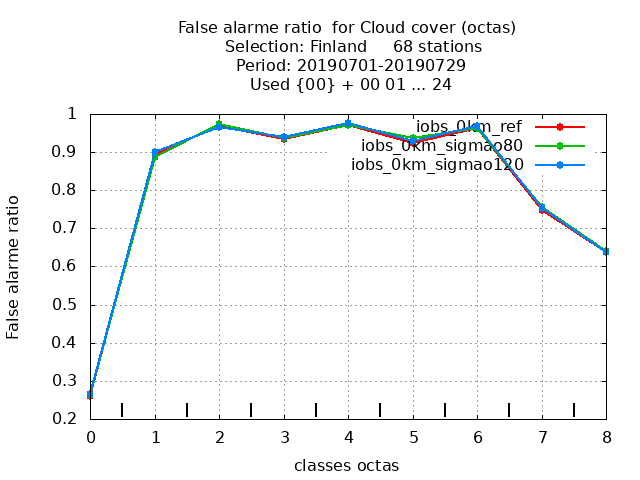 False alarme ratio  for Cloud cover (octas)
Selection: Finland     68 stations
Period: 20190701-20190729
Used {00} + 00 01 ... 24
1
0.9
0.8
0.7
0.6
0.5
0.4
0.3
0.2
False alarme ratio
iobs_0km_ref
iobs_0km_sigmao80
iobs_0km_sigmao120
0 1 2 3 4 5 6 7 8
classes octas